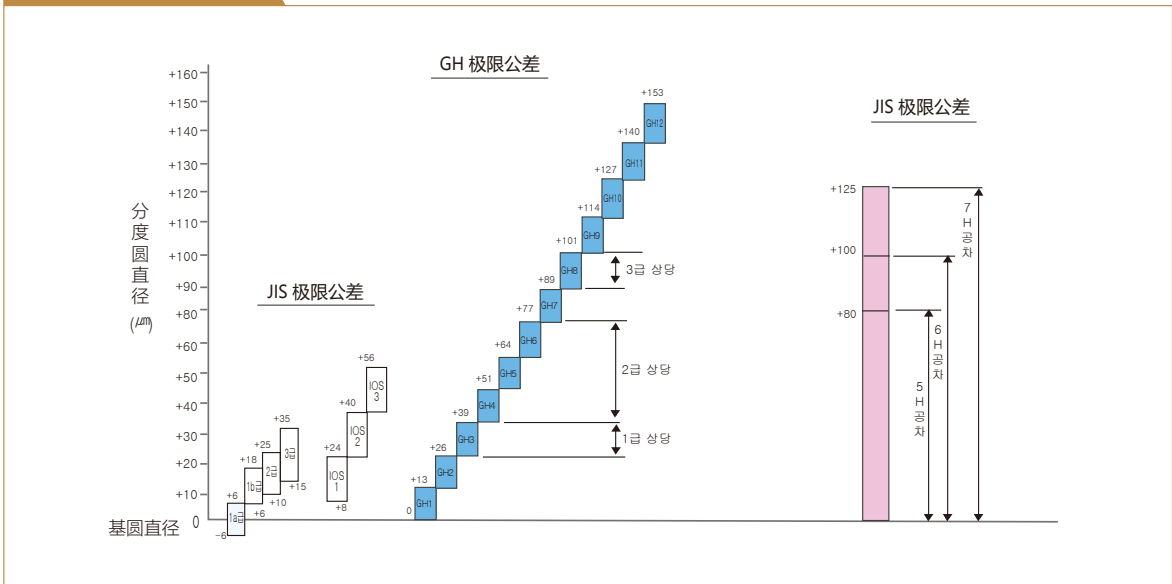 GH 极限公差
JIS 极限公差
JIS 极限公差
分度圆直径
(㎛)
+160
+150
+140
+130
+120
+110
+100
+90
+80
+60
+50
+40
+30
+20
+10
0
基圆直径
+6
1a급
-6
+18
1b급
+6
+25
2급
+10
+35
3급
+15
+24
IOS
1
+8
+40
IOS
2
+56
IOS
3
0
+13
GH1
+26
GH2
+39
GH3
+51
GH4
+64
GH5
+77
GH6
+89
GH7
+101
GH8
+114
GH9
+127
GH10
+140
GH11
+153
GH12
3급 상당
2급 상당
1급 상당
+125
+100
+80
7H공차
6H공차
5H공차